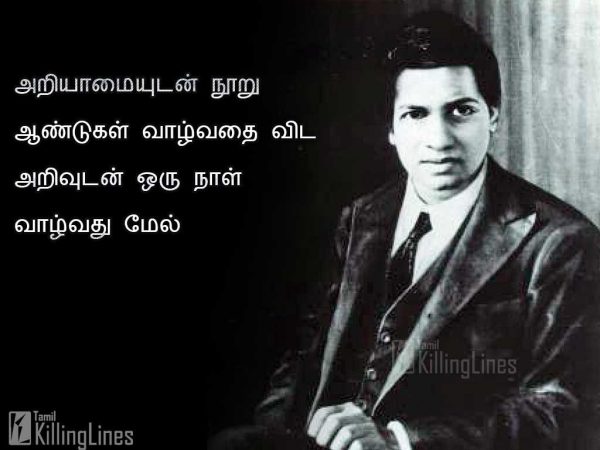 அறியாமையுடன் நூறு
ஆண்டுகள் வாழ்வதை விட
அறிவுடன் ஒரு நாள்
வாழ்வது மேல்
Tamil
KillingLines
Tamil
KillingLines